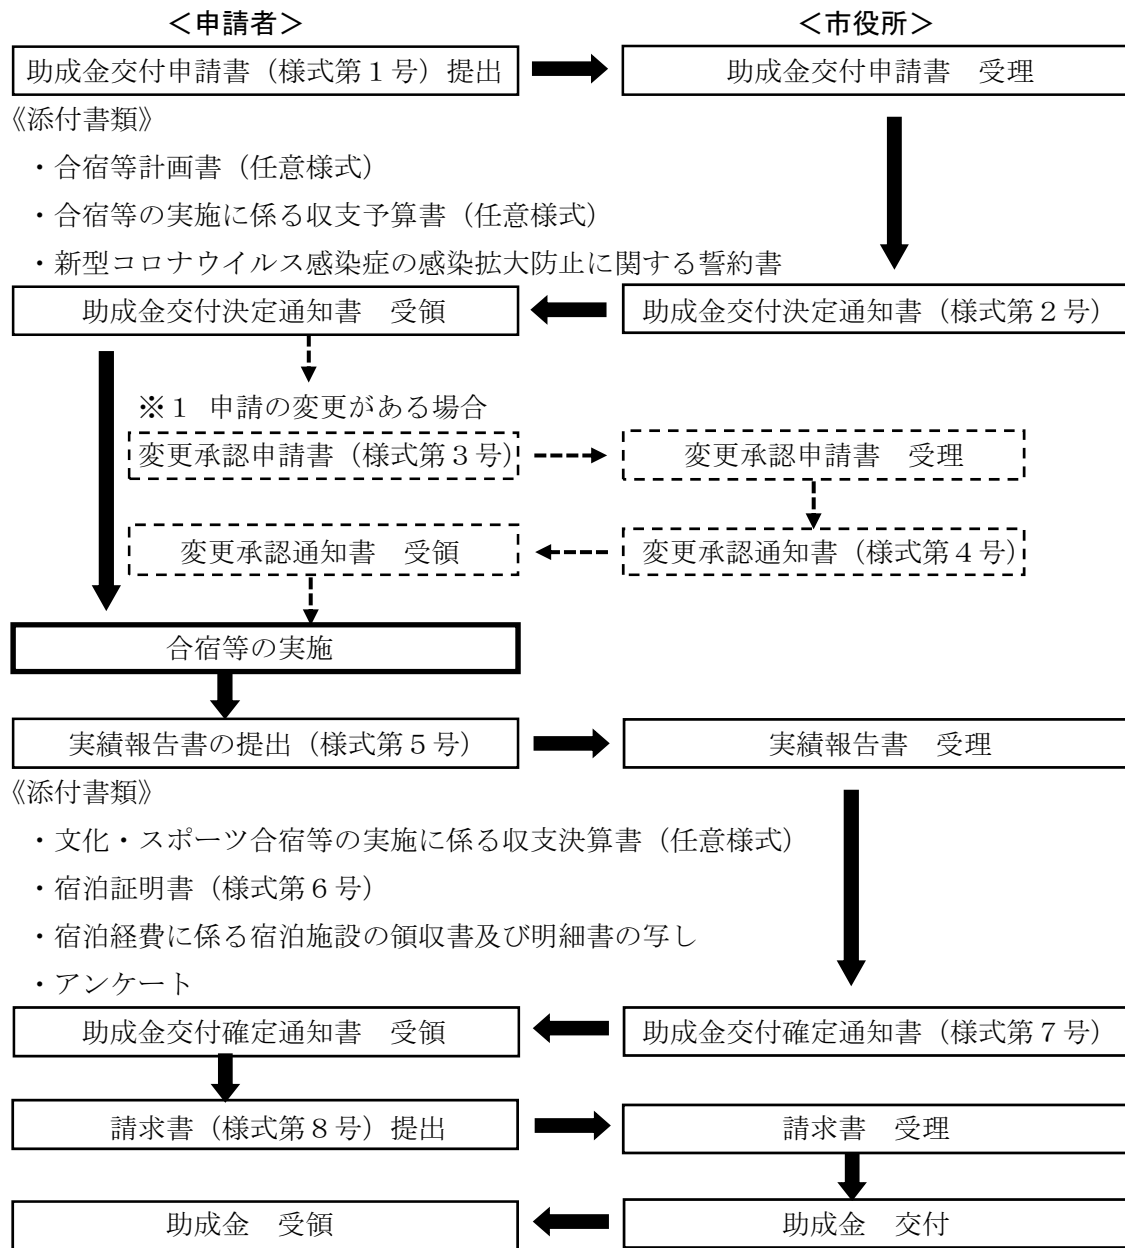 ＜申請者＞
＜市役所＞
助成金交付申請書（様式第１号）提出
助成金交付申請書　受理
《添付書類》
・合宿等計画書（任意様式）
・合宿等の実施に係る収支予算書（任意様式）
・新型コロナウイルス感染症の感染拡大防止に関する誓約書
助成金交付決定通知書　受領
助成金交付決定通知書（様式第２号）
※１　申請の変更がある場合
変更承認申請書（様式第３号）
変更承認申請書　受理
変更承認通知書　受領
変更承認通知書（様式第４号）
合宿等の実施
実績報告書の提出（様式第５号）
実績報告書　受理
《添付書類》
・文化・スポーツ合宿等の実施に係る収支決算書（任意様式）
・宿泊証明書（様式第６号）
・宿泊経費に係る宿泊施設の領収書及び明細書の写し
・アンケート
助成金交付確定通知書　受領
助成金交付確定通知書（様式第７号）
請求書（様式第８号）提出
請求書　受理
助成金　受領
助成金　交付